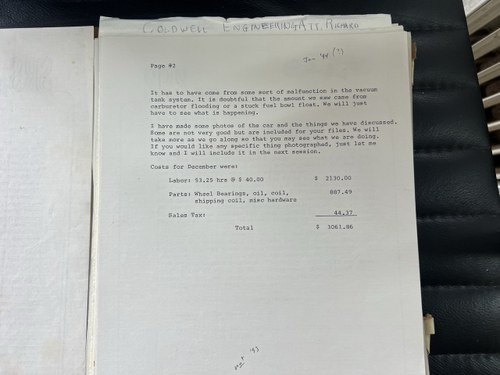 COLDWELL ENGINEERING
Page #3
It has to have come from some sort of malfunction in the vacuum
tank system. It is doubtful that the amount we saw came from
carburetor flooding or a stuck fuel bowl float. We will just
have to see what is happening.
I have made some photos of the car and the things we have discussed.
Some are not very good but are included for your files. We will
take more as we go along so that you may see what we are doing.
If you would like any specific thing photographed, just let me
know and I will include it in the next session.
Costs for December were:
Labor: 53.25 hrs @ $ 40.00 $ 2130.00
Parts: Wheel Bearings, oil, coil, 887.49
shipping coil, misc hardware
Sales Tax: 44.37
Total $ 3061.86